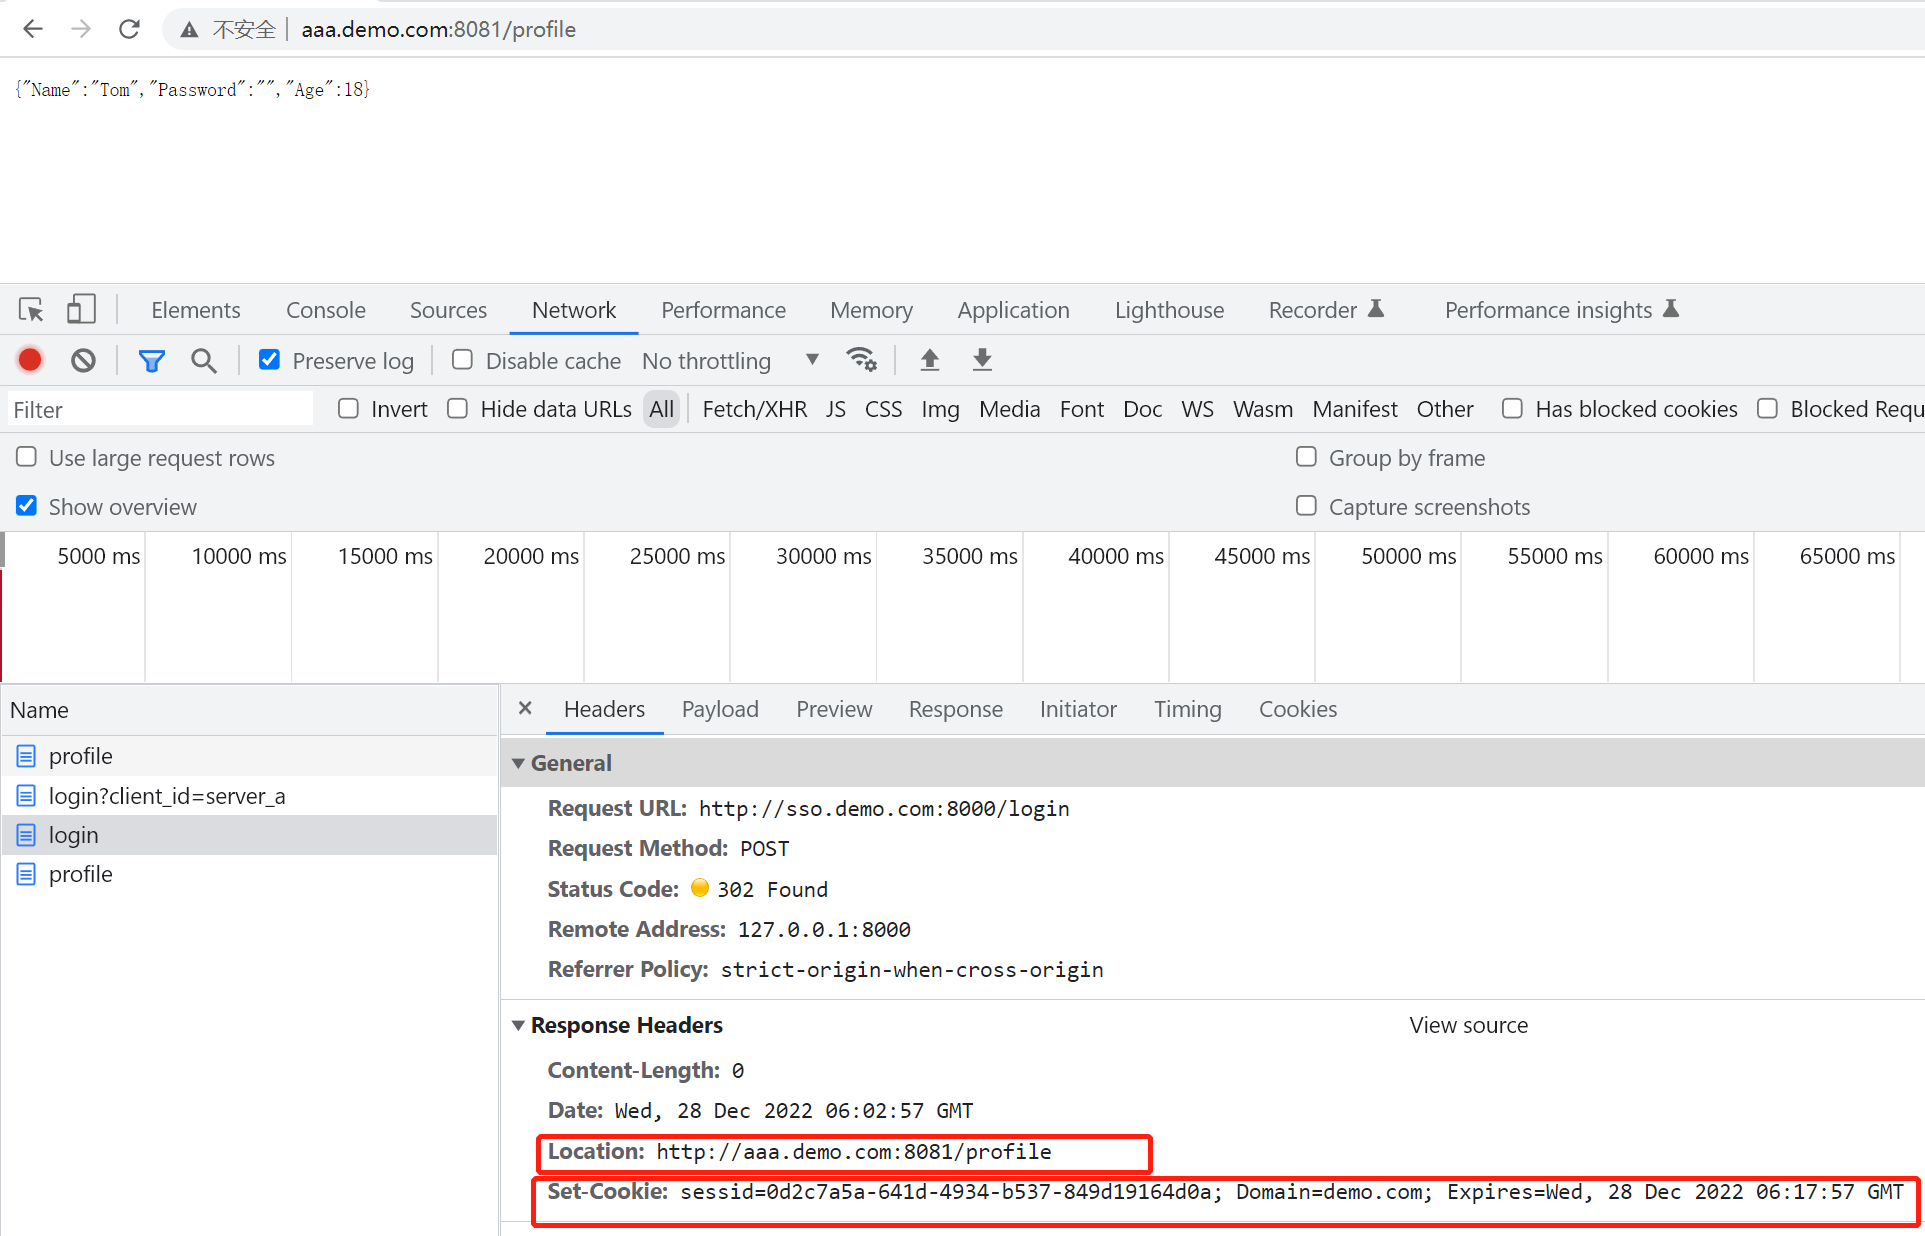 不安全 aaa.demo.com:8081/profile
{"Name":"Tom","Password":"","Age":18}
Elements Console Sources Network Performance Memory Application Lighthouse Recorder Performance insights
Preserve log Disable cache No throttling
Filter Invert Hide data URLs All Fetch/XHR JS CSS Img Media Font Doc WS Wasm Manifest Other Has blocked cookies Blocked Requ
Use large request rows Group by frame
Show overview Capture screenshots
5000 ms 10000 ms 15000 ms 20000 ms 25000 ms 30000 ms 35000 ms 40000 ms 45000 ms 50000 ms 55000 ms 60000 ms 65000 ms
Name
profile
login?client_id=server_a
login
profile
× Headers Payload Preview Response Initiator Timing Cookies
General
Request URL: http://sso.demo.com:8000/login
Request Method: POST
Status Code: 302 Found
Remote Address: 127.0.0.1:8000
Referrer Policy: strict-origin-when-cross-origin
Response Headers View source
Content-Length: 0
Date: Wed, 28 Dec 2022 06:02:57 GMT
Location: http://aaa.demo.com:8081/profile
Set-Cookie: sessid=0d2c7a5a-641d-4934-b537-849d19164d0a; Domain=demo.com; Expires=Wed, 28 Dec 2022 06:17:57 GMT